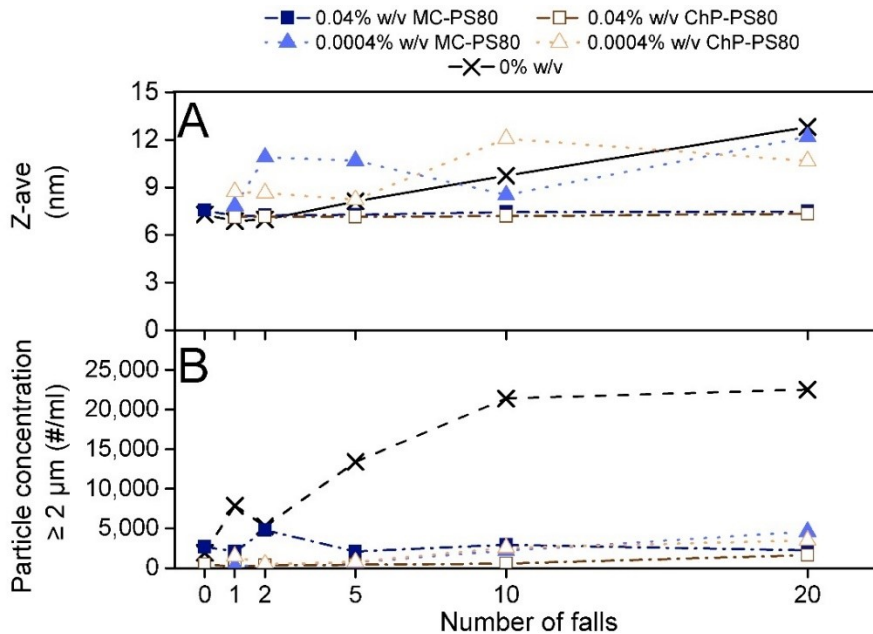 0.04% w/v MC-PS80 0.04% w/v ChP-PS80
0.0004% w/v MC-PS80 0.0004% w/v ChP-PS80
0% w/v
A
15
12
9
6
3
0
Z-ave
(nm)
B
25,000
20,000
15,000
10,000
5,000
0
Particle concentration
≥ 2 µm (#/ml)
0 1 2 5 10 20
Number of falls